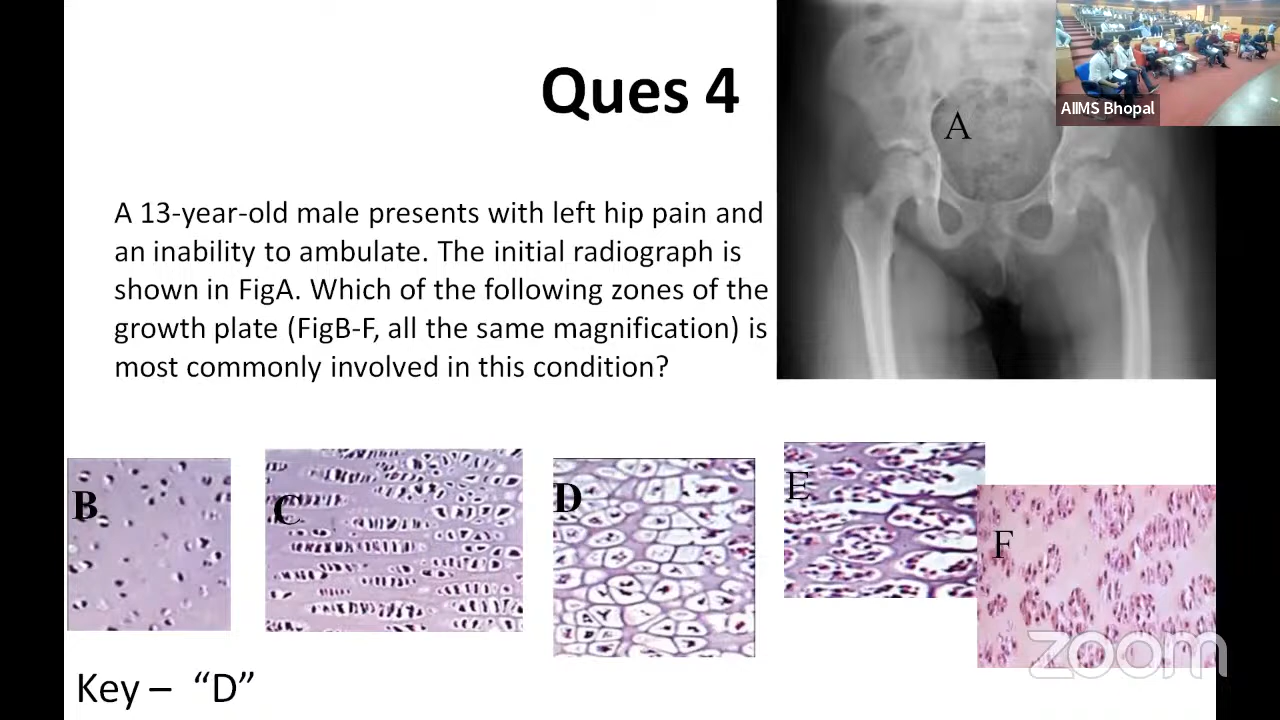 Ques 4
A
AIIMS Bhopal
A 13-year-old male presents with left hip pain and
an inability to ambulate. The initial radiograph is
shown in FigA. Which of the following zones of the
growth plate (FigB-F, all the same magnification) is
most commonly involved in this condition?
B
C
D
E
F
Key – “D”
zoom